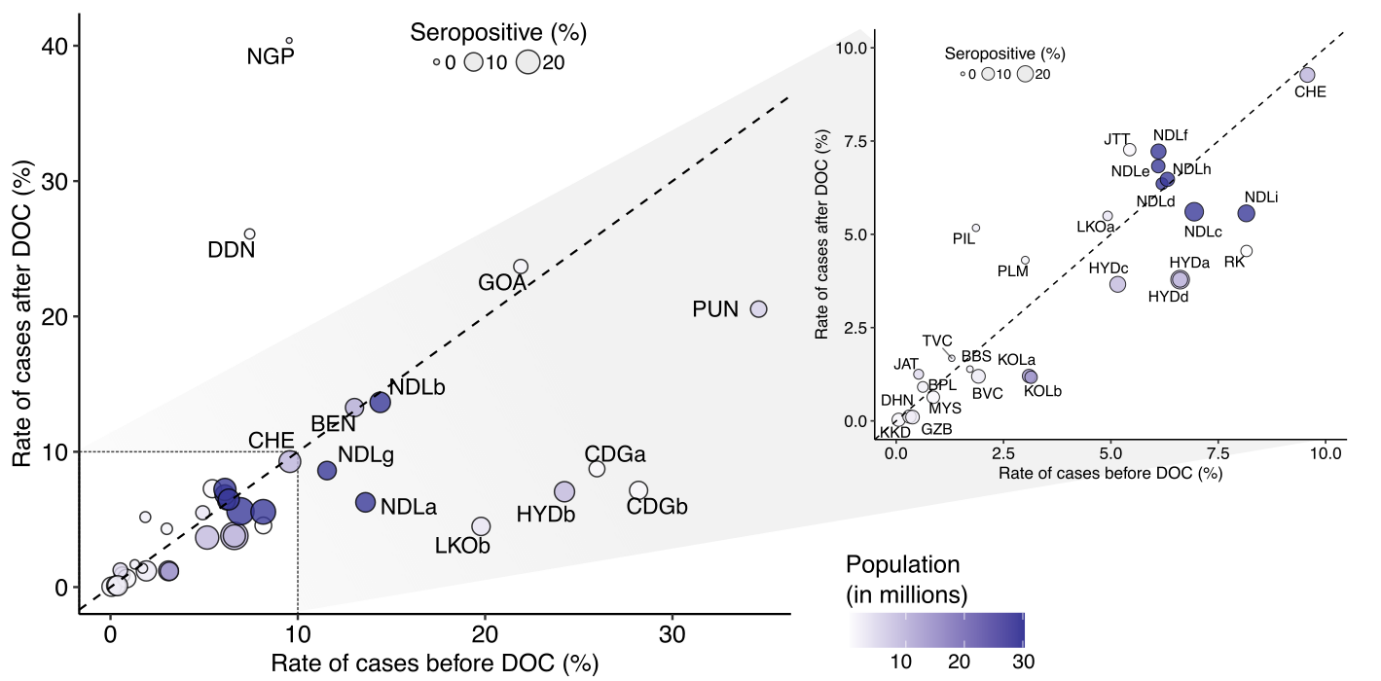 Seropositive (%)
0 10 20
NGP
DDN
GOA
PUN
NDLb
BEN
CHE
NDLg
CDGa
NDLa
HYDb
CDGb
LKOb
40
30
20
10
0
0 10 20 30
Rate of cases after DOC (%)
Rate of cases before DOC (%)
Seropositive (%)
0 10 20
CHE
JTT
NDLf
NDLe
NDLh
NDLd
NDLi
LKOa
NDLc
PIL
PLM
HYDc
HYDa
RK
HYDd
TVC
BBS
KOLa
JAT
BPL
BVC
KOLb
DHN
MYS
KKD
GZB
10.0
7.5
5.0
2.5
0.0
0.0 2.5 5.0 7.5 10.0
Rate of cases after DOC (%)
Rate of cases before DOC (%)
Population
(in millions)
10 20 30